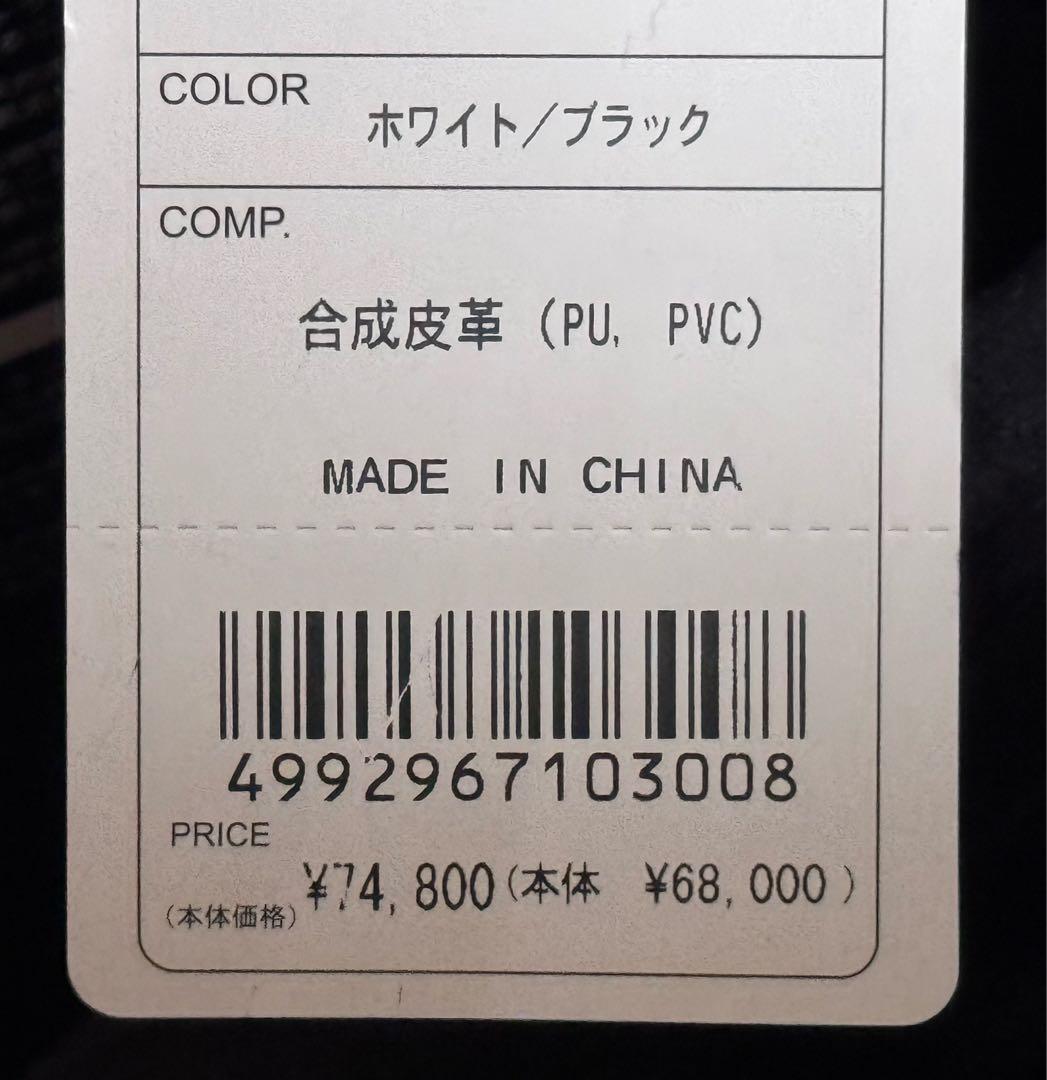 COLOR
ホワイト／ブラック
COMP.
合成皮革（PU, PVC）
MADE IN CHINA
4992967103008
PRICE
¥74,800(本体 ¥68,000 )
(本体価格)